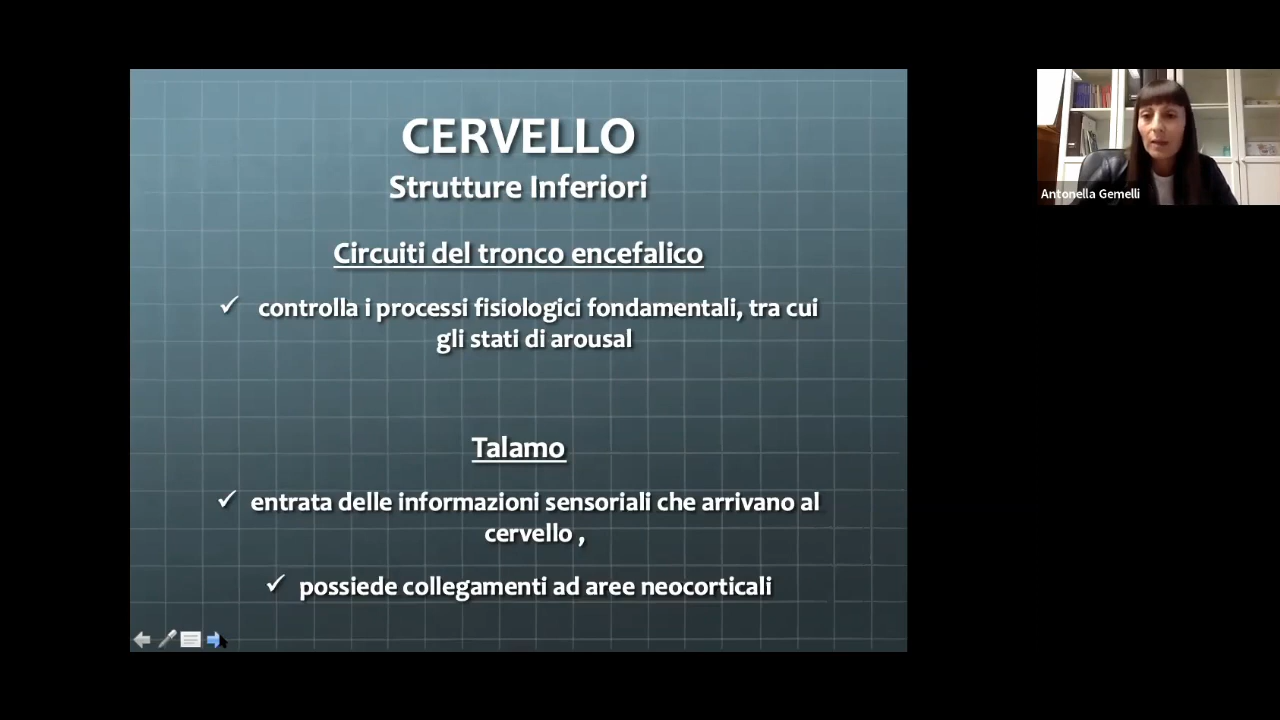 CERVELLO
Strutture Inferiori
Circuiti del tronco encefalico
✓ controlla i processi fisiologici fondamentali, tra cui
gli stati di arousal
Talamo
✓ entrata delle informazioni sensoriali che arrivano al
cervello ,
✓ possiede collegamenti ad aree neocorticali
Antonella Gemelli